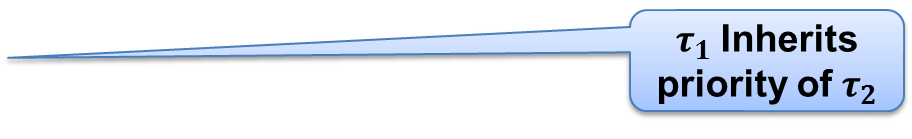 τ₁ Inherits
priority of τ₂